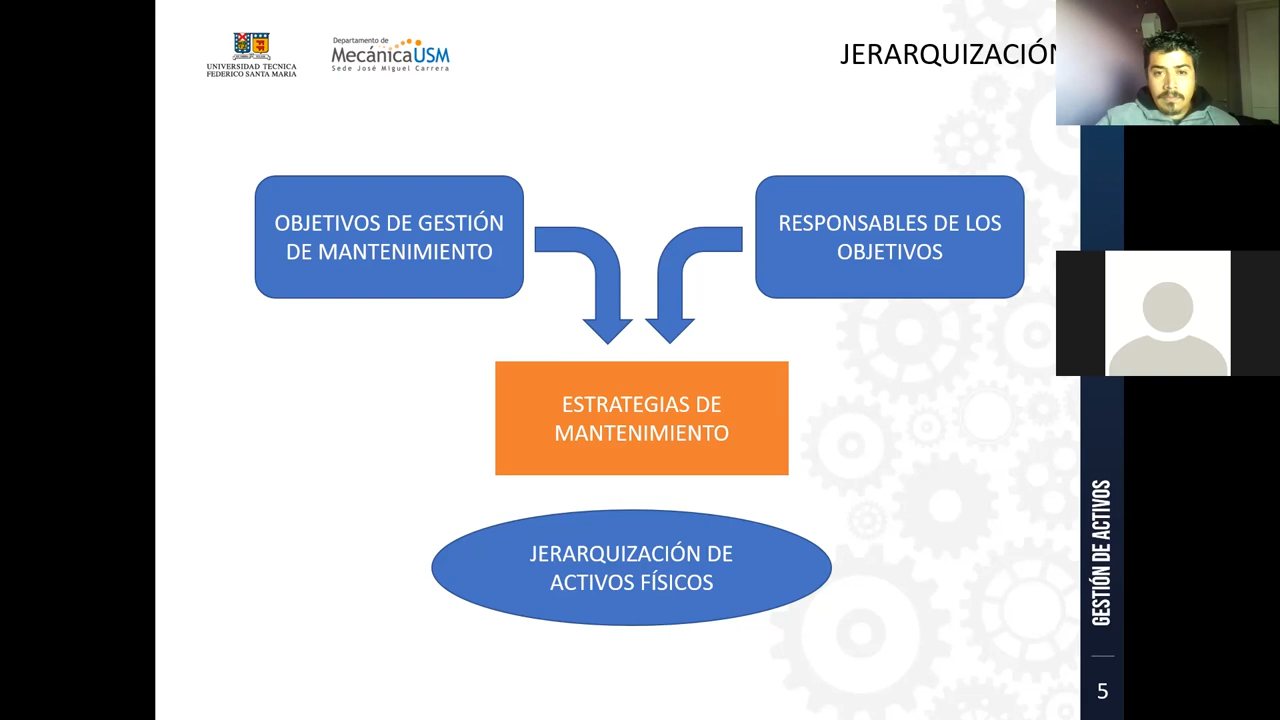 UNIVERSIDAD TECNICA
FEDERICO SANTA MARIA
Departamento de
MecánicaUSM
Sede José Miguel Carrera
JERARQUIZACIÓN
OBJETIVOS DE GESTIÓN
DE MANTENIMIENTO
RESPONSABLES DE LOS
OBJETIVOS
ESTRATEGIAS DE
MANTENIMIENTO
JERARQUIZACIÓN DE
ACTIVOS FÍSICOS
GESTIÓN DE ACTIVOS
5